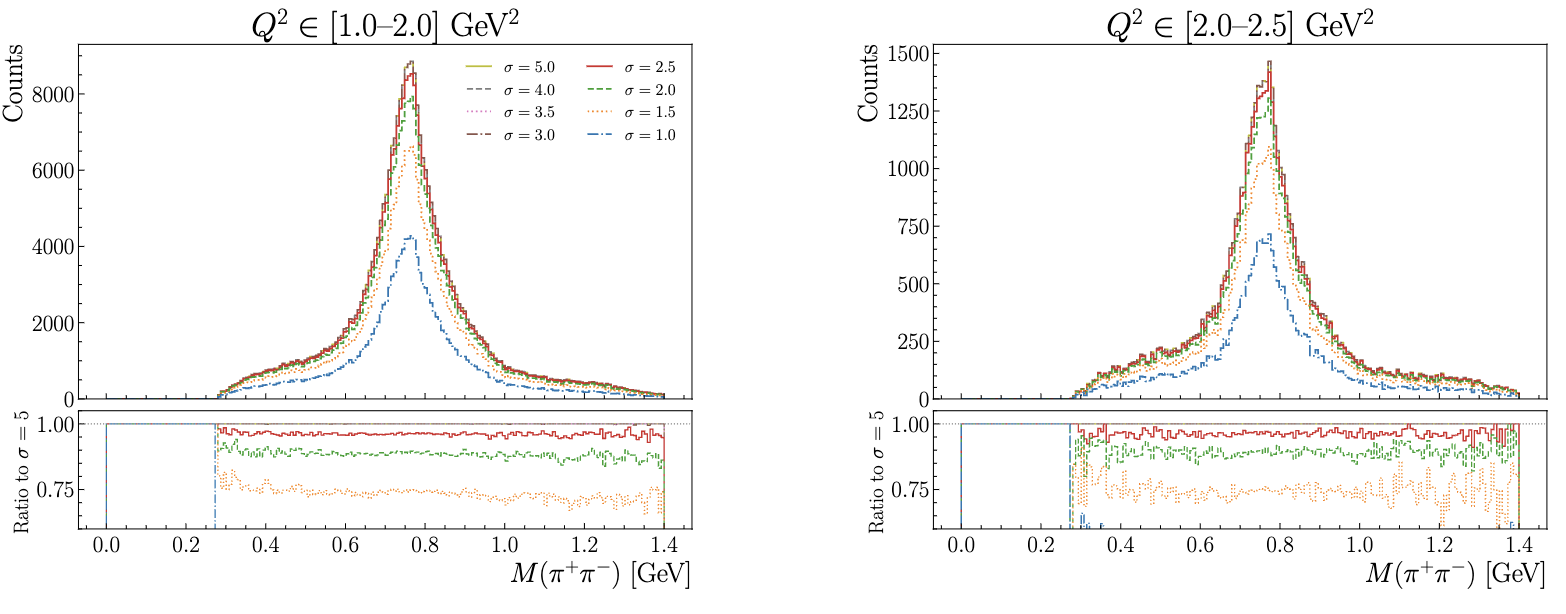 Q² ∈ [1.0–2.0] GeV²
Counts
8000
6000
4000
2000
0
σ = 5.0
σ = 4.0
σ = 3.5
σ = 3.0
σ = 2.5
σ = 2.0
σ = 1.5
σ = 1.0
Ratio to σ = 5
1.00
0.75
0.0 0.2 0.4 0.6 0.8 1.0 1.2 1.4
M(π⁺π⁻) [GeV]
Q² ∈ [2.0–2.5] GeV²
Counts
1500
1250
1000
750
500
250
0
Ratio to σ = 5
1.00
0.75
0.0 0.2 0.4 0.6 0.8 1.0 1.2 1.4
M(π⁺π⁻) [GeV]